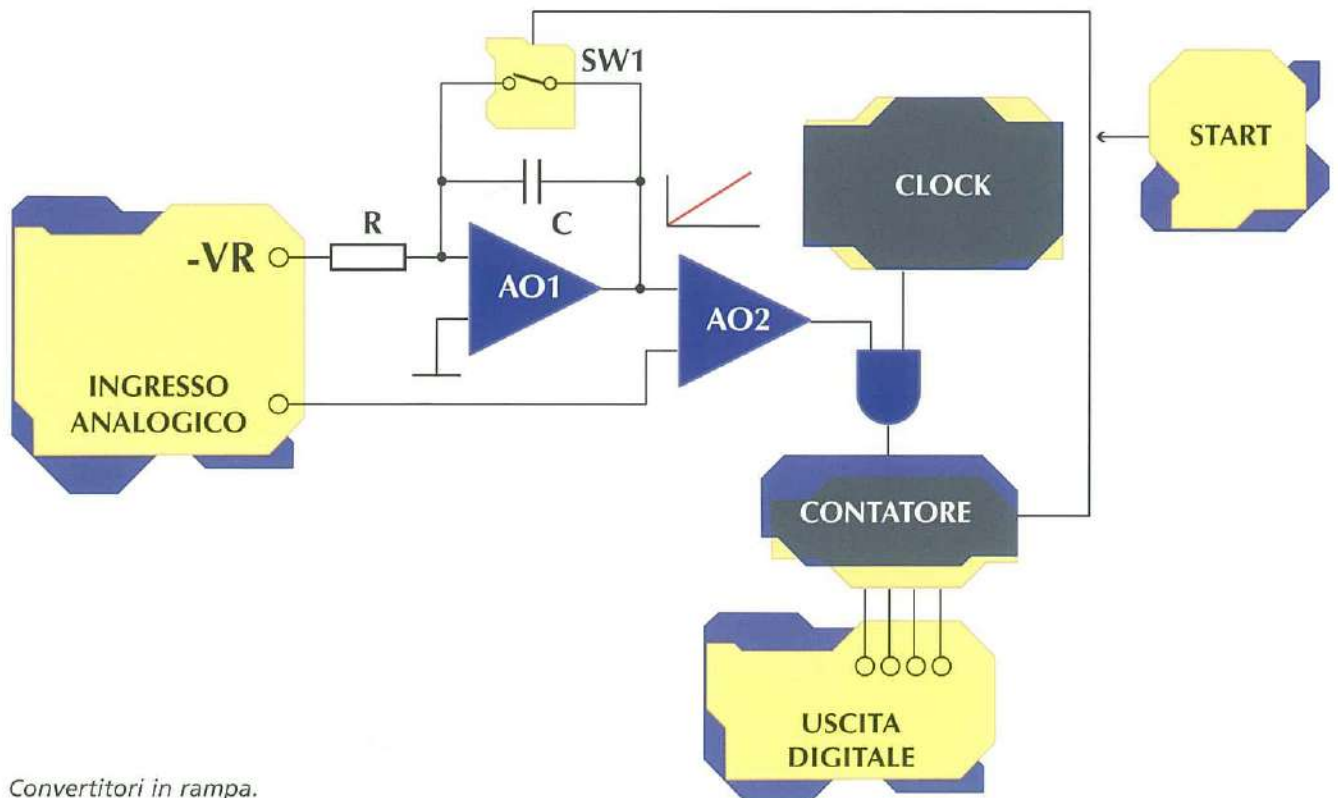 SW1
START
CLOCK
R
C
-VR
AO1
AO2
INGRESSO
ANALOGICO
CONTATORE
USCITA
DIGITALE
Convertitori in rampa.